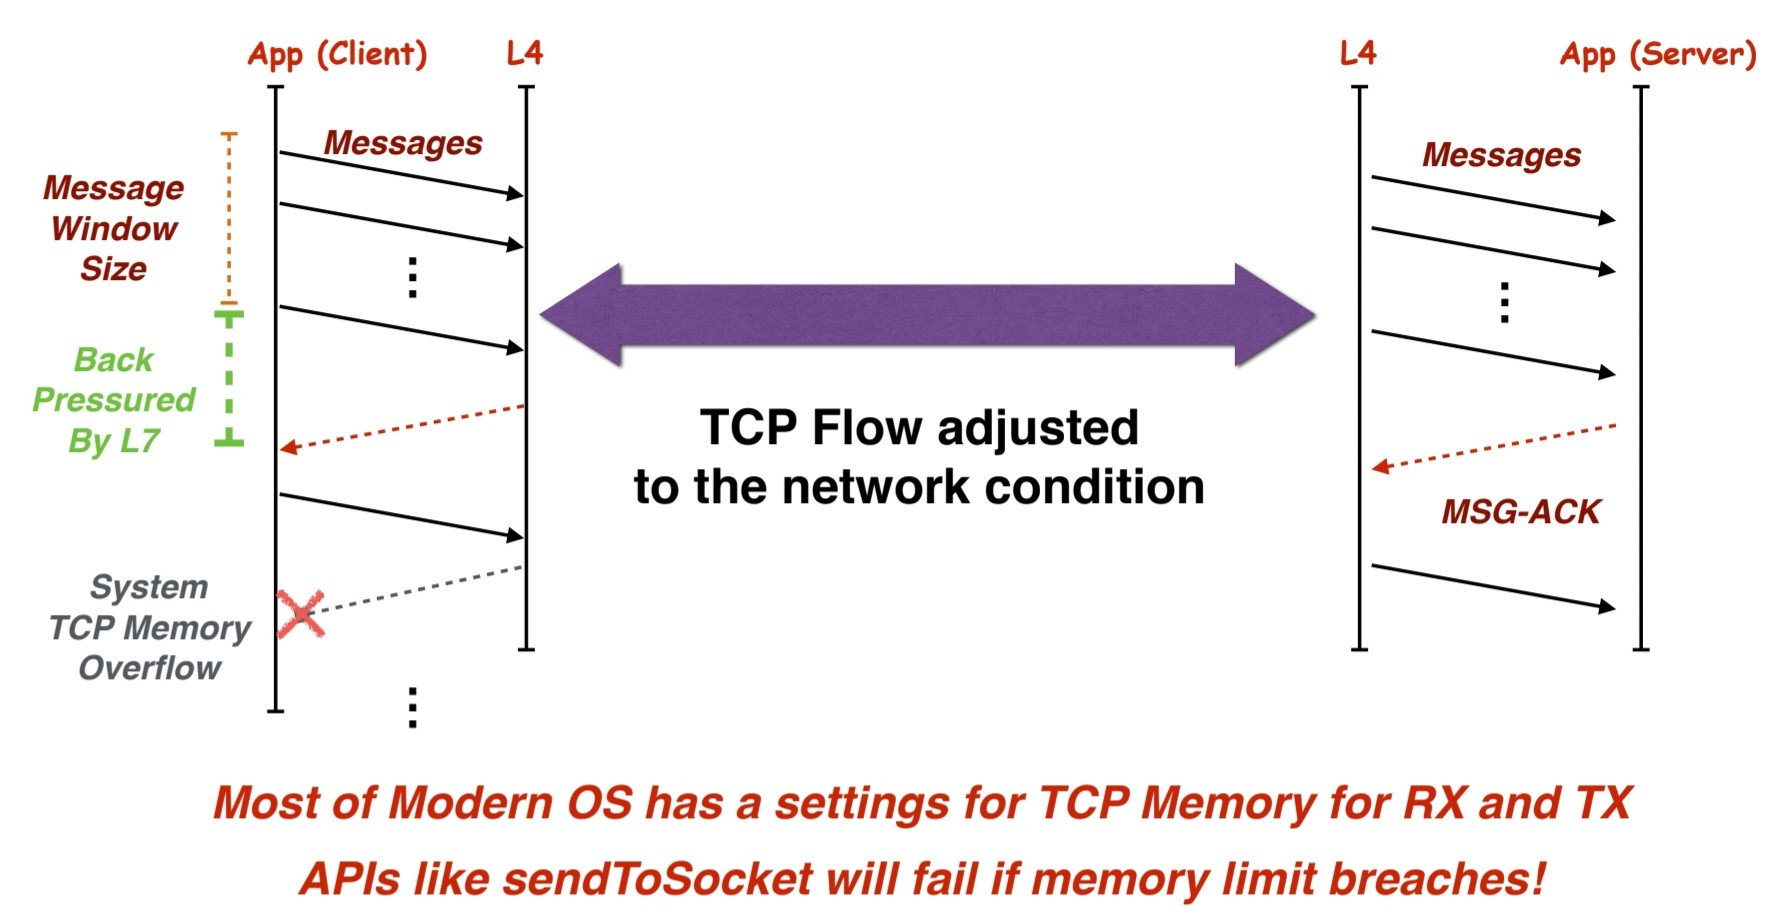 App (Client)
L4
L4
App (Server)
Messages
Messages
Message
Window
Size
Back
Pressured
By L7
TCP Flow adjusted
to the network condition
MSG-ACK
System
TCP Memory
Overflow
Most of Modern OS has a settings for TCP Memory for RX and TX
APIs like sendToSocket will fail if memory limit breaches!